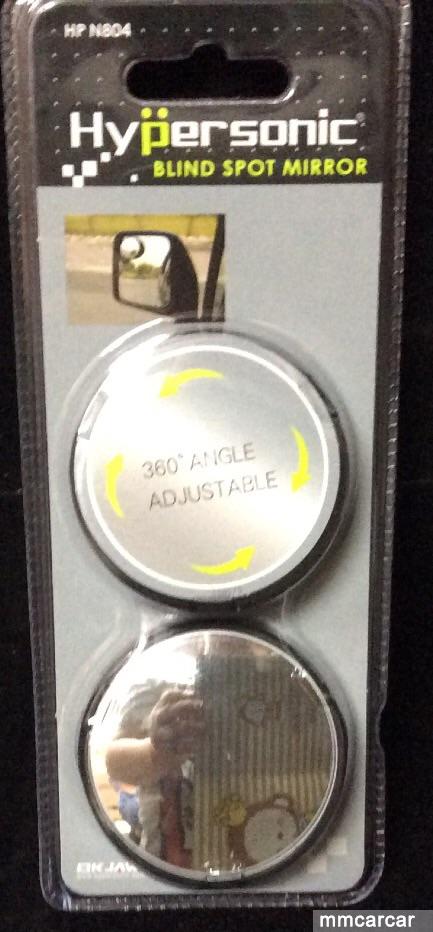 HP N804
Hypersonic®
BLIND SPOT MIRROR
360° ANGLE
ADJUSTABLE
mmcarcar